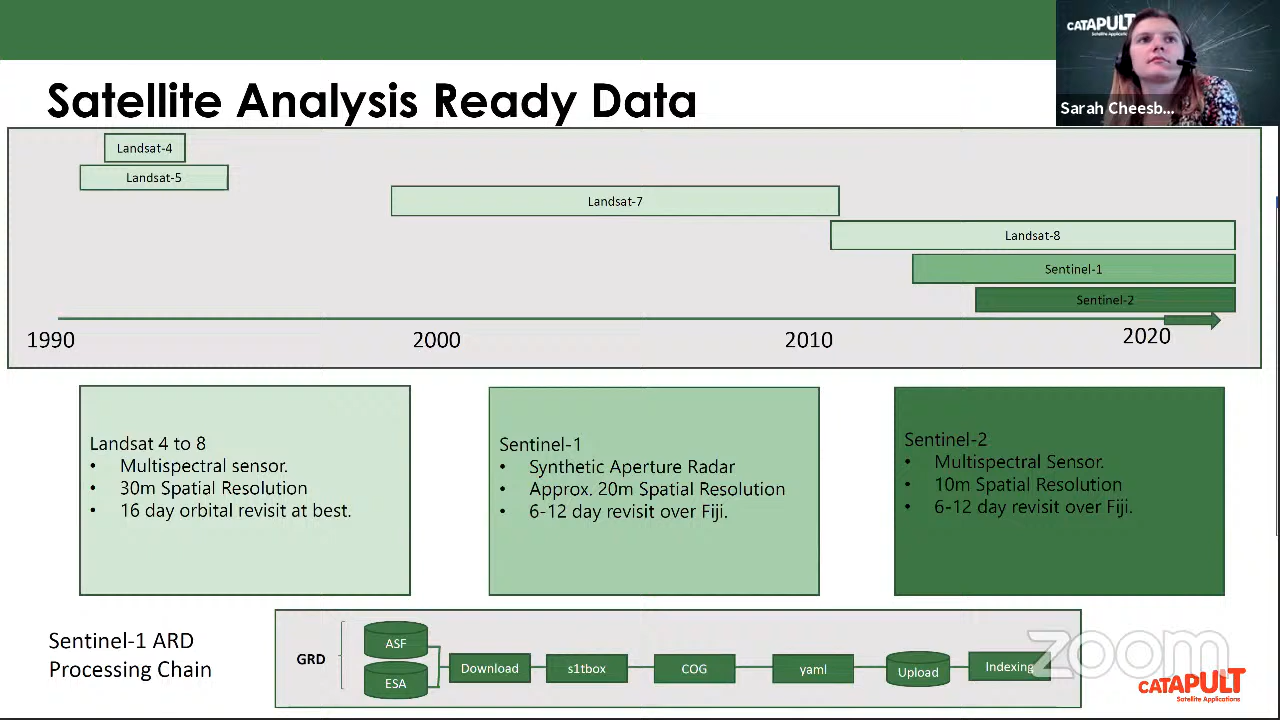 CATAPULT
Satellite Applications
Sarah Cheesb...
Satellite Analysis Ready Data
Landsat-4
Landsat-5
Landsat-7
Landsat-8
Sentinel-1
Sentinel-2
1990
2000
2010
2020
Landsat 4 to 8
• Multispectral sensor.
• 30m Spatial Resolution
• 16 day orbital revisit at best.
Sentinel-1
• Synthetic Aperture Radar
• Approx. 20m Spatial Resolution
• 6-12 day revisit over Fiji.
Sentinel-2
• Multispectral Sensor.
• 10m Spatial Resolution
• 6-12 day revisit over Fiji.
Sentinel-1 ARD
Processing Chain
GRD
ASF
ESA
Download
s1tbox
COG
yaml
Upload
Indexing
zoom
CATAPULT
Satellite Applications